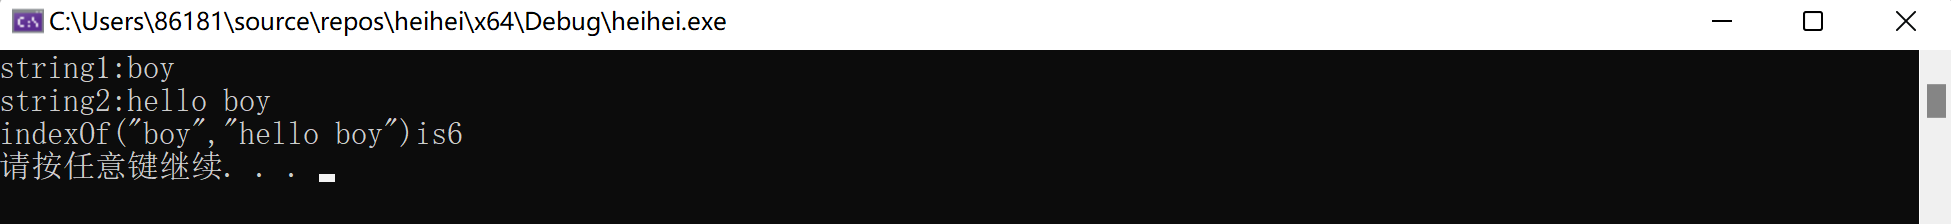 C:\Users\86181\source\repos\heihei\x64\Debug\heihei.exe
string1:boy
string2:hello boy
indexOf("boy","hello boy")is6
请按任意键继续. . .